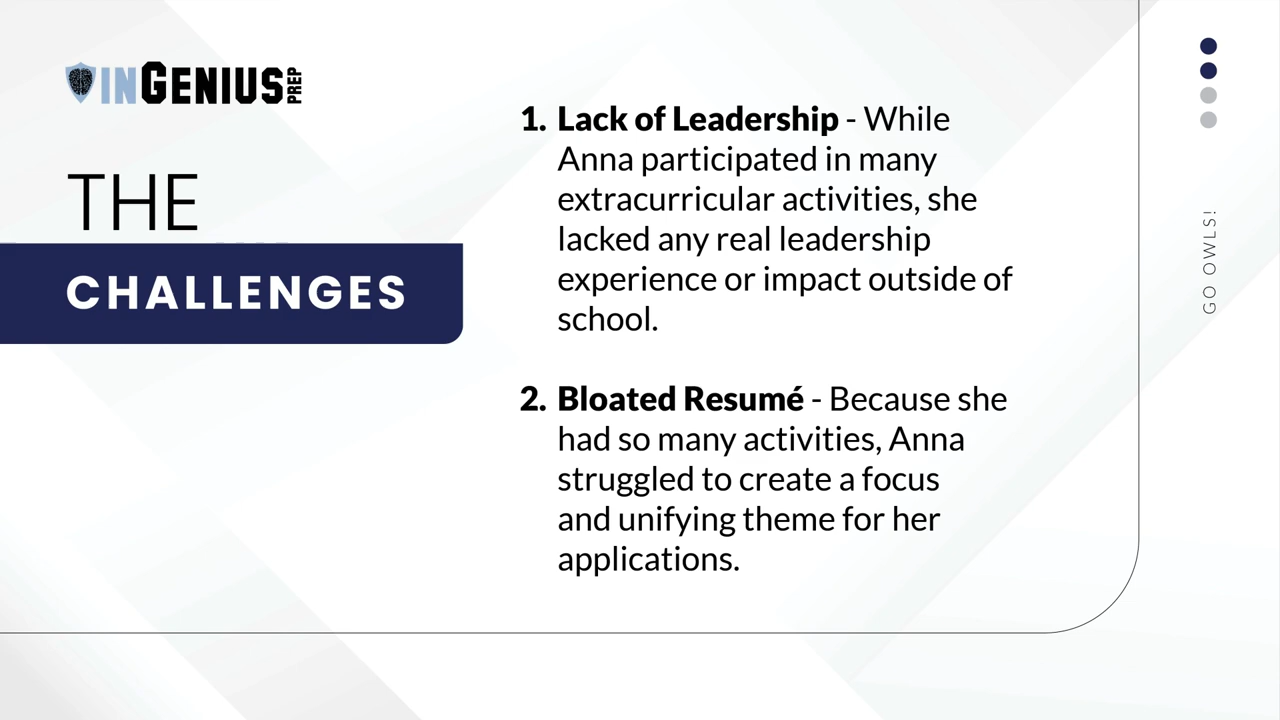 INGENIUS PREP
THE
CHALLENGES
1. Lack of Leadership - While
Anna participated in many
extracurricular activities, she
lacked any real leadership
experience or impact outside of
school.
2. Bloated Resumé - Because she
had so many activities, Anna
struggled to create a focus
and unifying theme for her
applications.
GO OWLS!